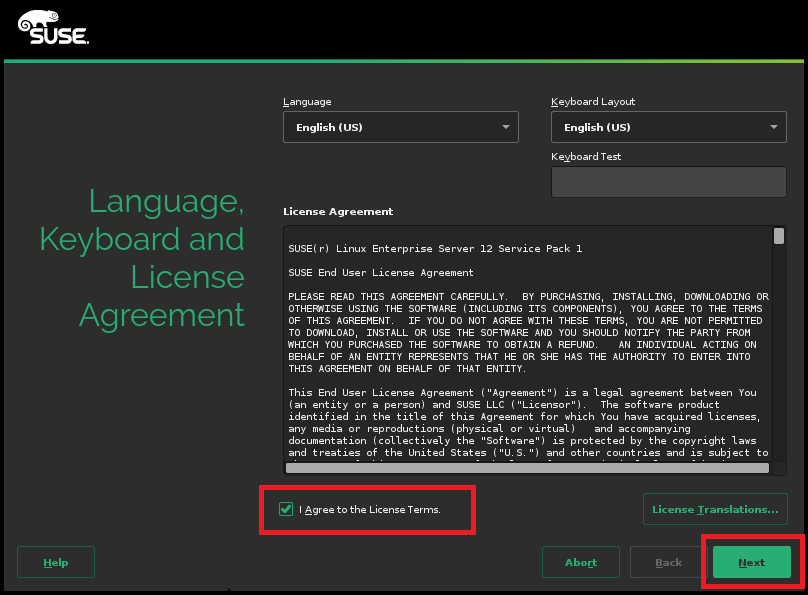 SUSE.
Language,
Keyboard and
License
Agreement
Language
English (US)
Keyboard Layout
English (US)
Keyboard Test
License Agreement
SUSE(r) Linux Enterprise Server 12 Service Pack 1
SUSE End User License Agreement
PLEASE READ THIS AGREEMENT CAREFULLY.  BY PURCHASING, INSTALLING, DOWNLOADING OR
OTHERWISE USING THE SOFTWARE (INCLUDING ITS COMPONENTS), YOU AGREE TO THE TERMS
OF THIS AGREEMENT.  IF YOU DO NOT AGREE WITH THESE TERMS, YOU ARE NOT PERMITTED
TO DOWNLOAD, INSTALL OR USE THE SOFTWARE AND YOU SHOULD NOTIFY THE PARTY FROM
WHICH YOU PURCHASED THE SOFTWARE TO OBTAIN A REFUND.   AN INDIVIDUAL ACTING ON
BEHALF OF AN ENTITY REPRESENTS THAT HE OR SHE HAS THE AUTHORITY TO ENTER INTO
THIS AGREEMENT ON BEHALF OF THAT ENTITY.
This End User License Agreement ("Agreement") is a legal agreement between You
(an entity or a person) and SUSE LLC ("Licensor").  The software product
identified in the title of this Agreement for which You have acquired licenses,
any media or reproductions (physical or virtual)   and accompanying
documentation (collectively the "Software") is protected by the copyright laws
and treaties of the United States ("U.S.") and other countries and is subject to
I Agree to the License Terms.
License Translations...
Help
Abort
Back
Next